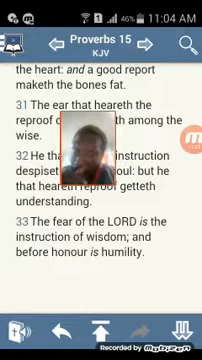 46% 11:04 AM
Proverbs 15
KJV
the heart: and a good report
maketh the bones fat.
31 The ear that heareth the
reproof th among the
wise.
32 He tha instruction
despiset oul: but he
that heareth reproof getteth
understanding.
33 The fear of the LORD is the
instruction of wisdom; and
before honour is humility.
Recorded by